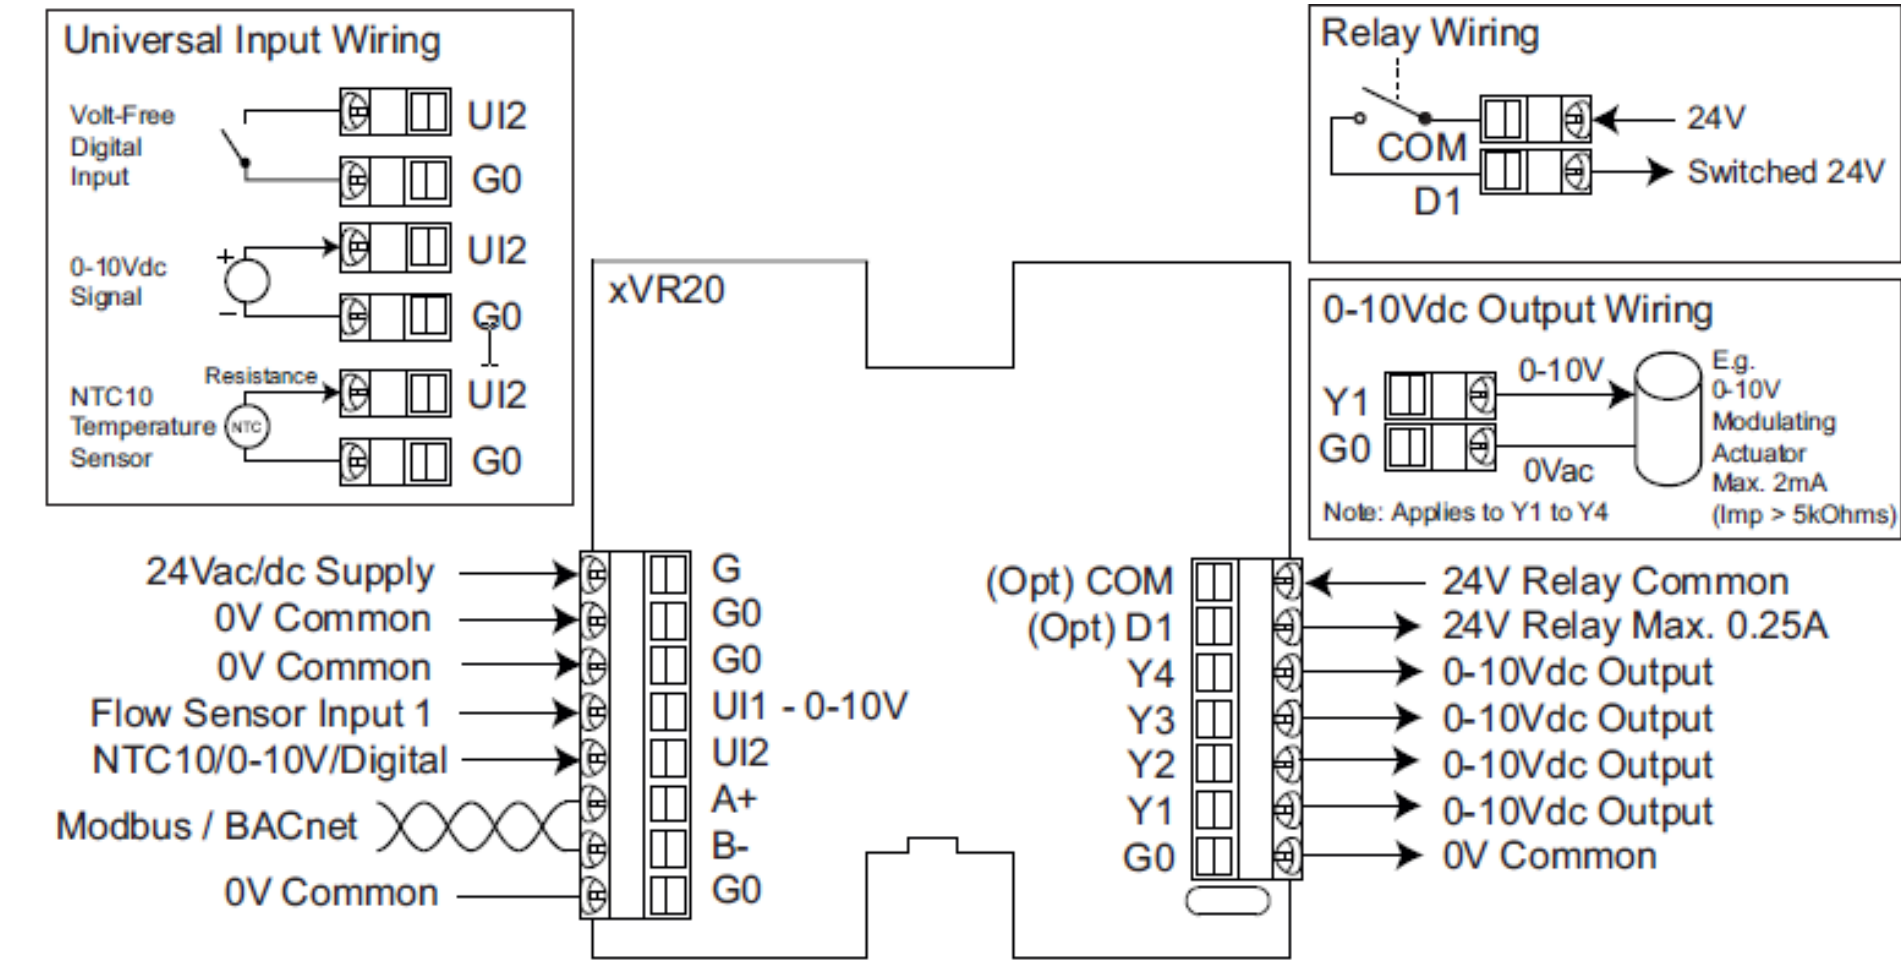 Universal Input Wiring
Volt-Free
Digital
Input
UI2
G0
0-10Vdc
Signal
+
−
UI2
G0
NTC10
Temperature
Sensor
Resistance
NTC
UI2
G0
Relay Wiring
COM
D1
24V
Switched 24V
0-10Vdc Output Wiring
Y1
G0
0-10V
0Vac
E.g.
0-10V
Modulating
Actuator
Max. 2mA
(Imp > 5kOhms)
Note: Applies to Y1 to Y4
xVR20
24Vac/dc Supply G
0V Common G0
0V Common G0
Flow Sensor Input 1 UI1 - 0-10V
NTC10/0-10V/Digital UI2
Modbus / BACnet
A+
B-
0V Common G0
(Opt) COM 24V Relay Common
(Opt) D1 24V Relay Max. 0.25A
Y4 0-10Vdc Output
Y3 0-10Vdc Output
Y2 0-10Vdc Output
Y1 0-10Vdc Output
G0 0V Common